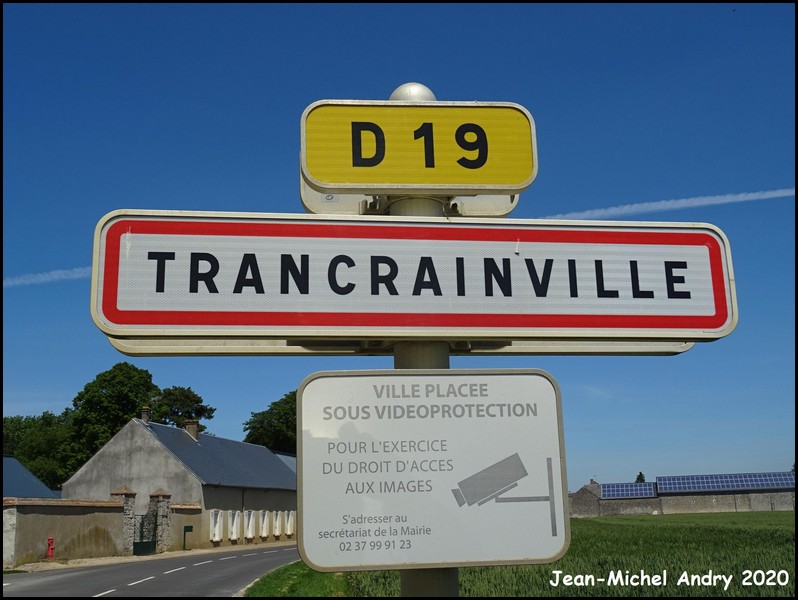 D 19
TRANCRAINVILLE
VILLE PLACEE
SOUS VIDEOPROTECTION
POUR L'EXERCICE
DU DROIT D'ACCES
AUX IMAGES
S'adresser au
secrétariat de la Mairie
02 37 99 91 23
Jean-Michel Andry 2020